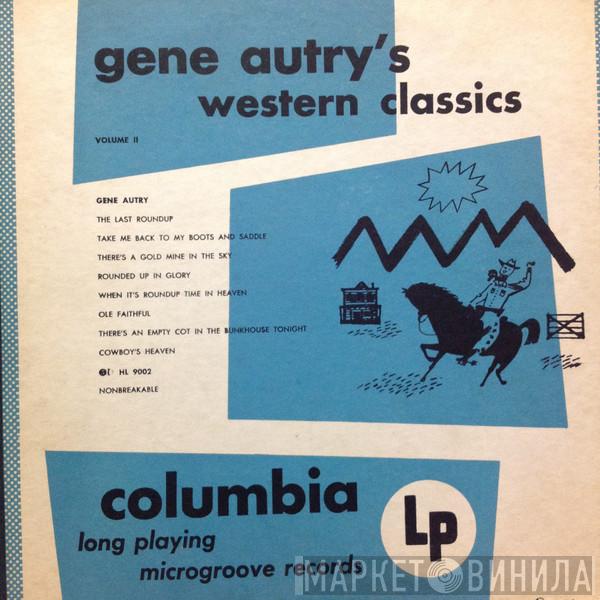 gene autry's
western classics
VOLUME II
GENE AUTRY
THE LAST ROUNDUP
TAKE ME BACK TO MY BOOTS AND SADDLE
THERE'S A GOLD MINE IN THE SKY
ROUNDED UP IN GLORY
WHEN IT'S ROUNDUP TIME IN HEAVEN
OLE FAITHFUL
THERE'S AN EMPTY COT IN THE BUNKHOUSE TONIGHT
COWBOY'S HEAVEN
HL 9002
NONBREAKABLE
columbia
Lp
long playing
microgroove records
МАРКЕТ ВИНИЛА